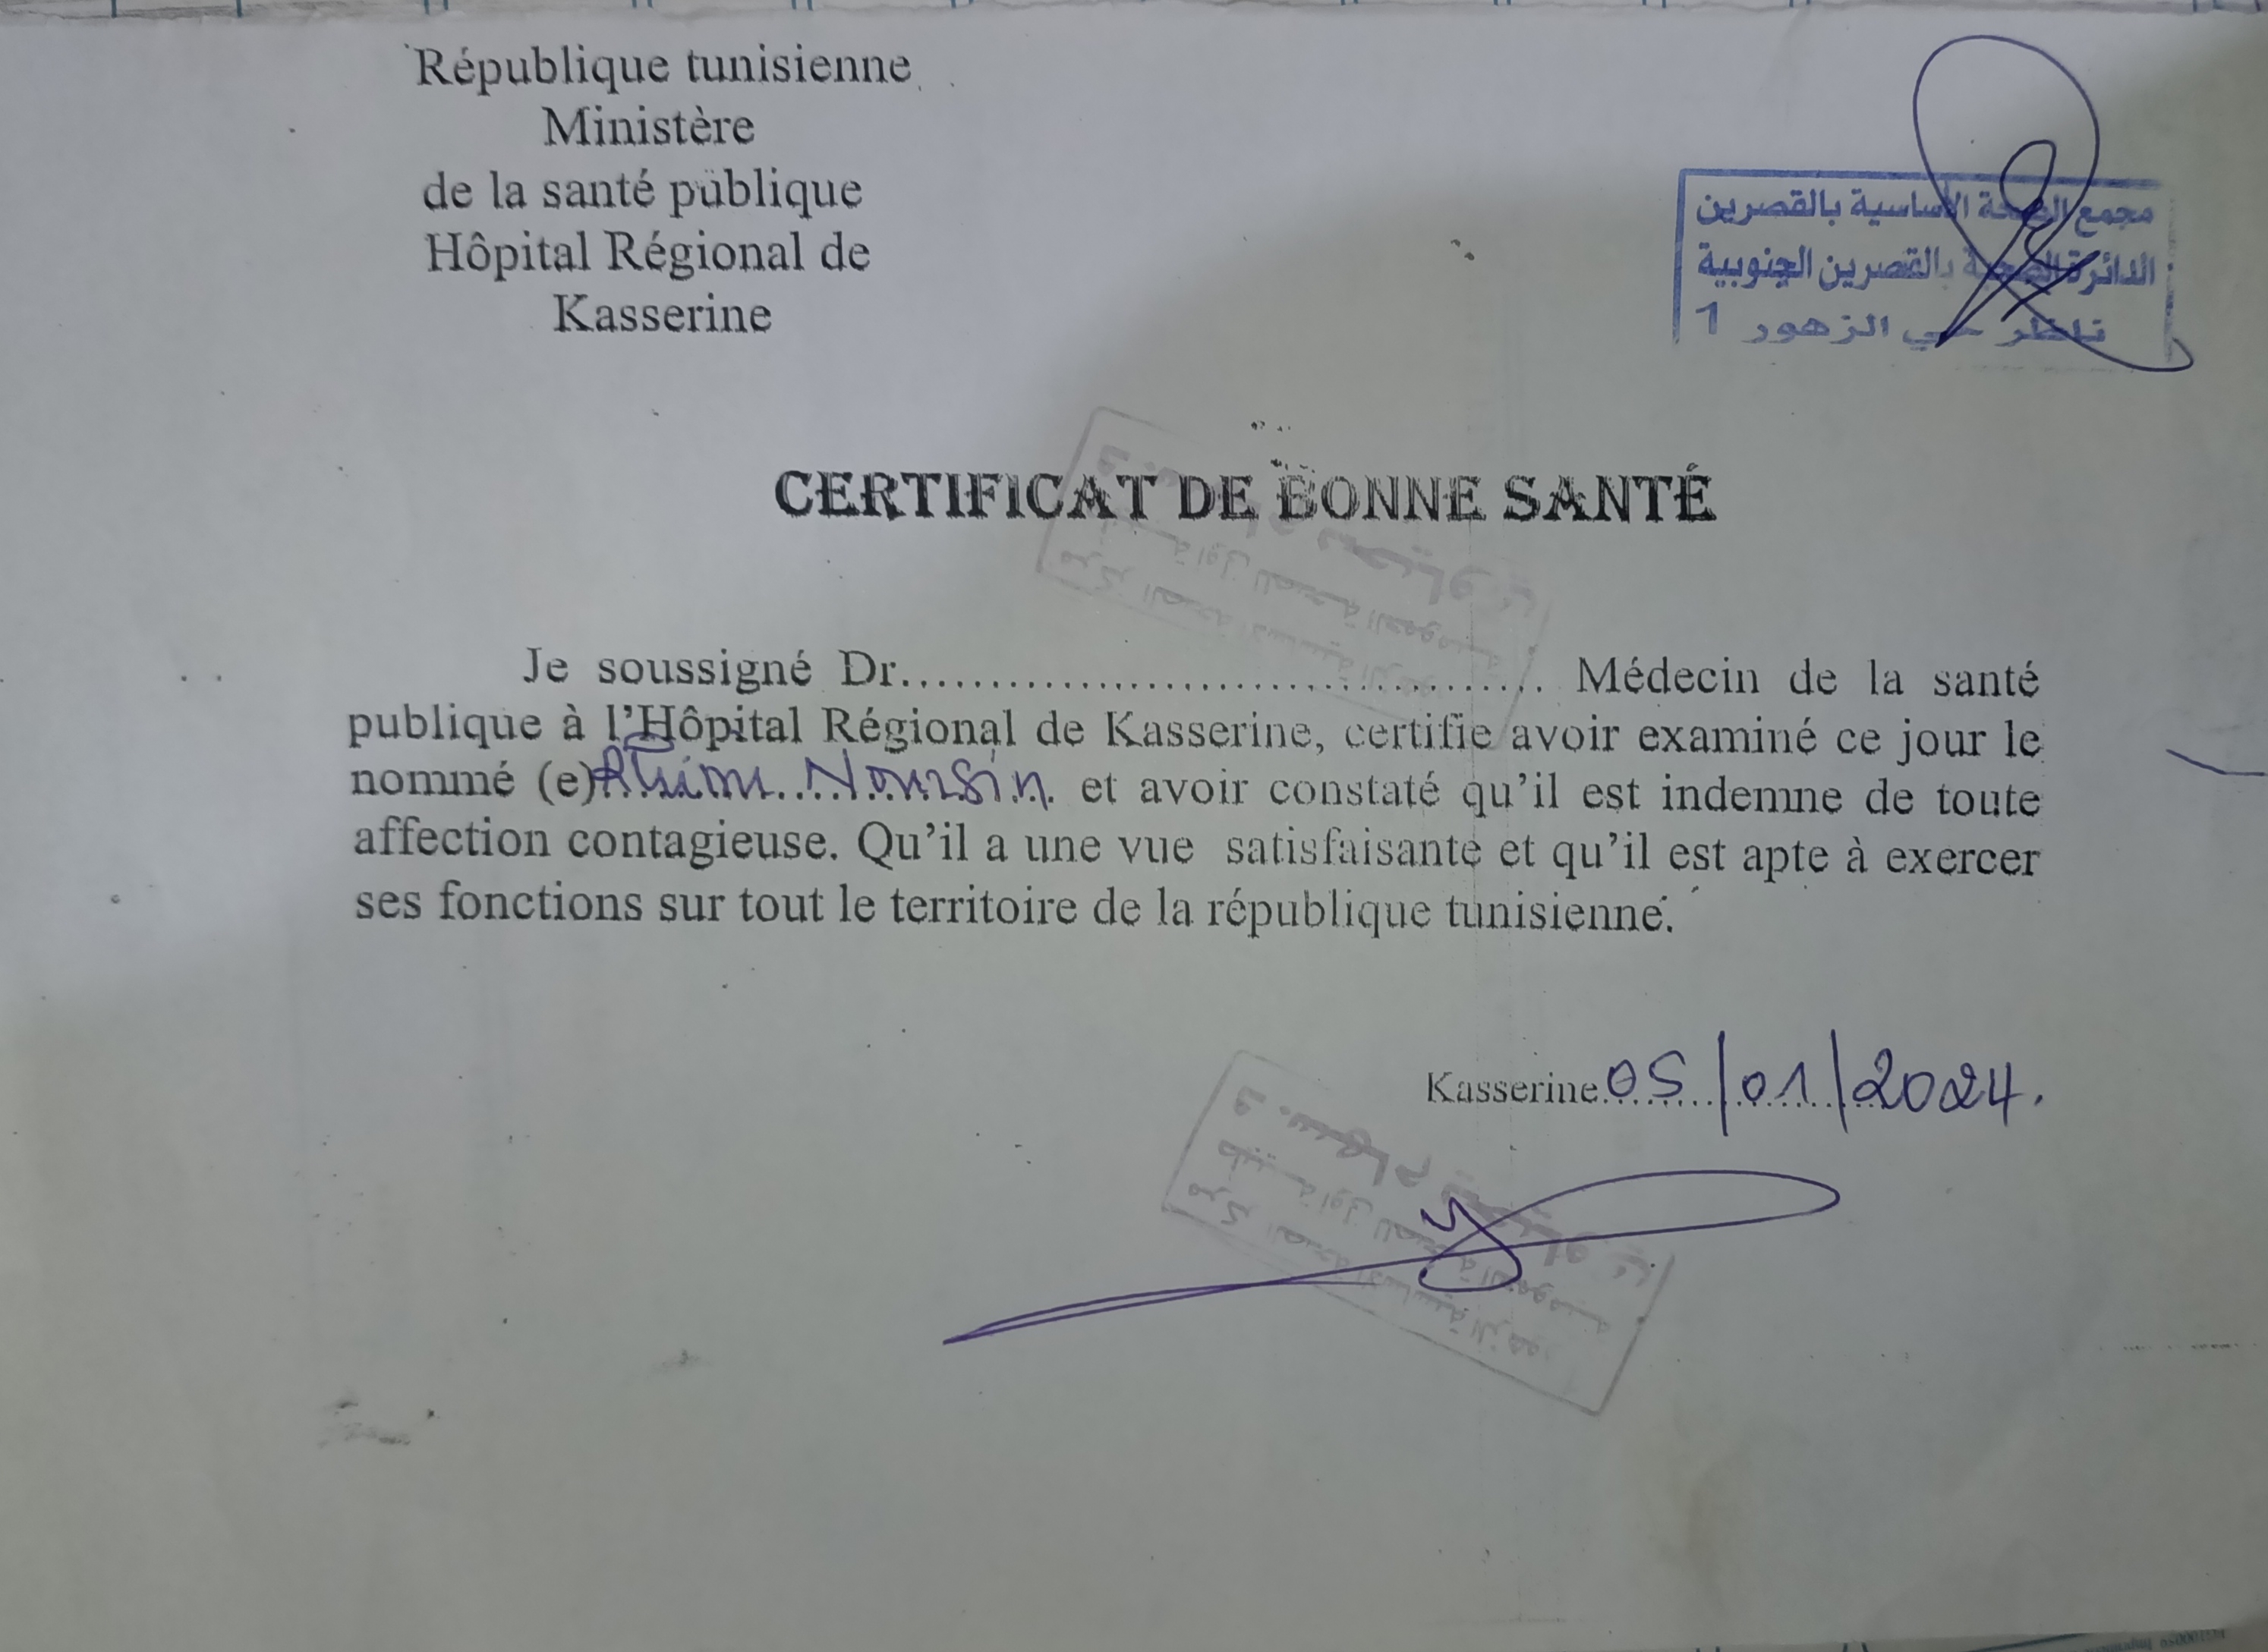 République tunisienne
Ministère
de la santé publique
Hôpital Régional de
Kasserine
مجمع الصحة الأساسية بالقصرين
الدائرة الصحية بالقصرين الجنوبية
ناظر حي الزهور 1
CERTIFICAT DE BONNE SANTÉ
Je soussigné Dr............................................ Médecin de la santé
publique à l'Hôpital Régional de Kasserine, certifie avoir examiné ce jour le
nommé (e) et avoir constaté qu'il est indemne de toute
affection contagieuse. Qu'il a une vue satisfaisante et qu'il est apte à exercer
ses fonctions sur tout le territoire de la république tunisienne.
Kasserine 05/01/2024.